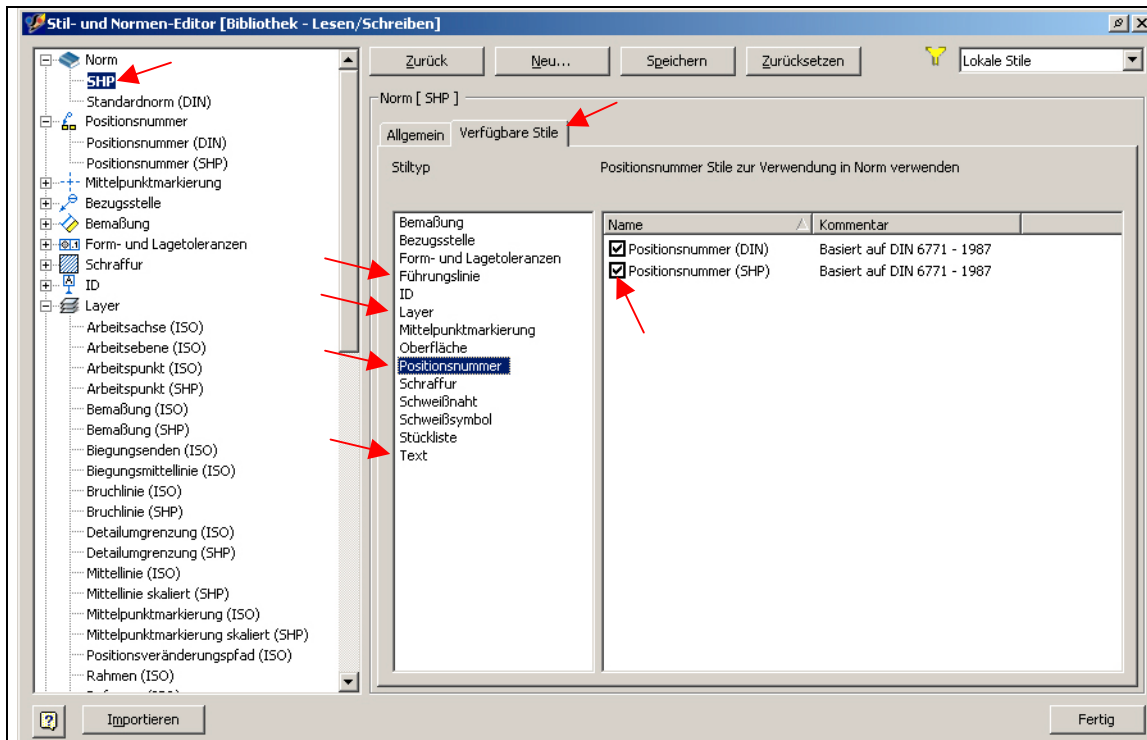 Stil- und Normen-Editor [Bibliothek - Lesen/Schreiben]
Norm
SHP
Standardnorm (DIN)
Positionsnummer
Positionsnummer (DIN)
Positionsnummer (SHP)
Mittelpunktmarkierung
Bezugsstelle
Bemaßung
Form- und Lagetoleranzen
Schraffur
ID
Layer
Arbeitsachse (ISO)
Arbeitsebene (ISO)
Arbeitspunkt (ISO)
Arbeitspunkt (SHP)
Bemaßung (ISO)
Bemaßung (SHP)
Biegungsenden (ISO)
Biegungsmittellinie (ISO)
Bruchlinie (ISO)
Bruchlinie (SHP)
Detailumgrenzung (ISO)
Detailumgrenzung (SHP)
Mittellinie (ISO)
Mittellinie skaliert (SHP)
Mittelpunktmarkierung (ISO)
Mittelpunktmarkierung skaliert (SHP)
Positionsveränderungspfad (ISO)
Rahmen (ISO)
Zurück Neu... Speichern Zurücksetzen Lokale Stile
Norm [ SHP ]
Allgemein Verfügbare Stile
Stiltyp Positionsnummer Stile zur Verwendung in Norm verwenden
Bemaßung
Bezugsstelle
Form- und Lagetoleranzen
Führungslinie
ID
Layer
Mittelpunktmarkierung
Oberfläche
Positionsnummer
Schraffur
Schweißnaht
Schweißsymbol
Stückliste
Text
Name Kommentar
Positionsnummer (DIN) Basiert auf DIN 6771 - 1987
Positionsnummer (SHP) Basiert auf DIN 6771 - 1987
? Importieren Fertig